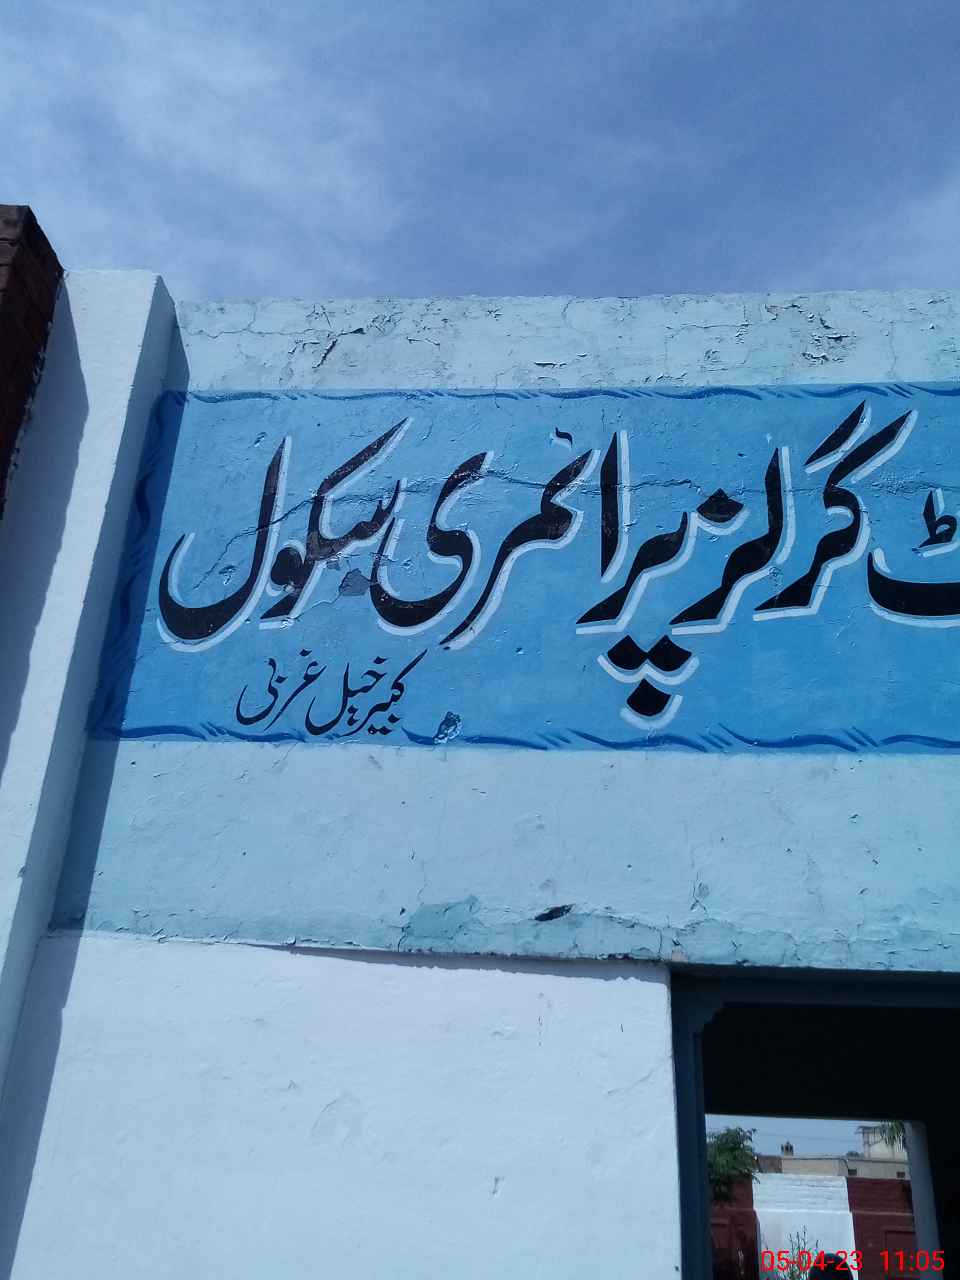 ٹ گرلز پرائمری سکول
کبیر خیل غربی
05-04-23 11:05